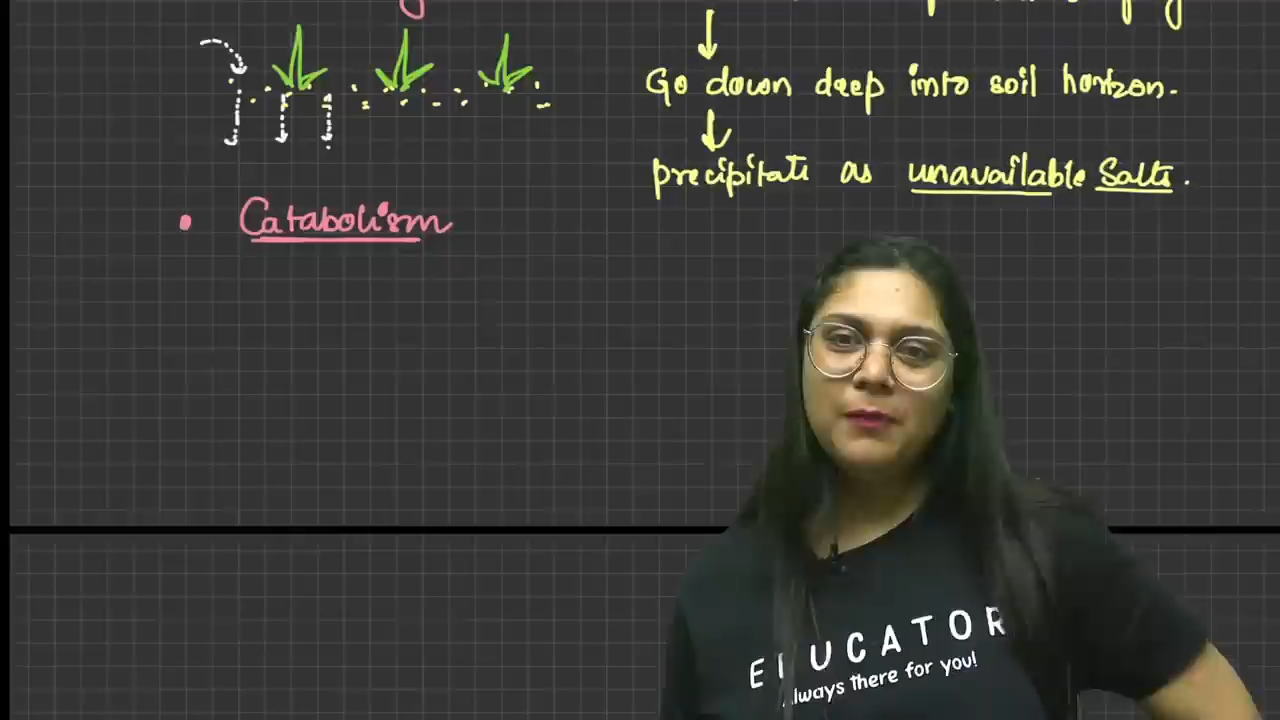 Go down deep into soil horizon.
precipitate as unavailable Salts.
• Catabolism
EDUCATOR
Always there for you!